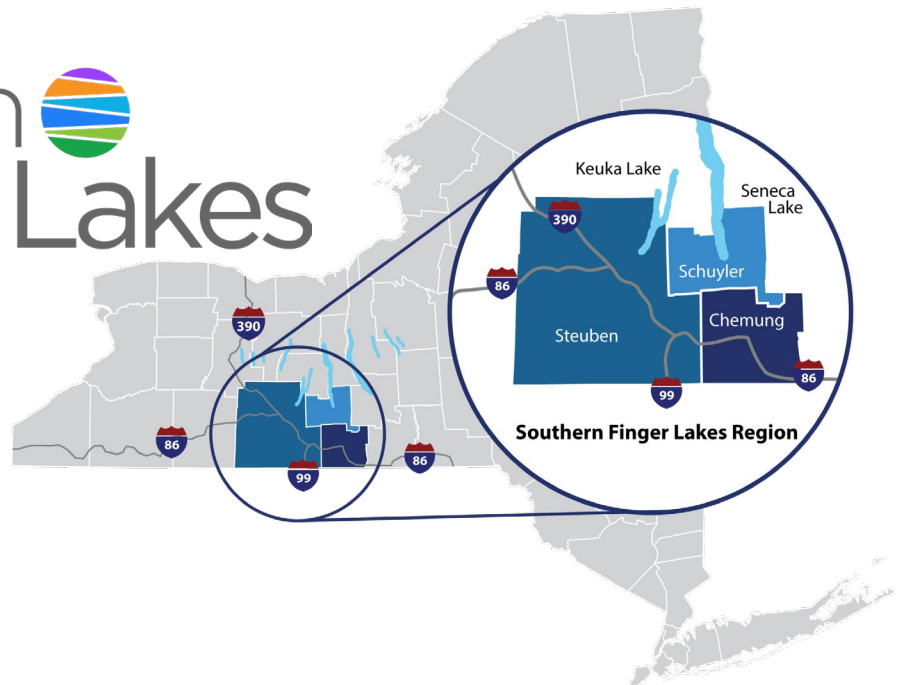 n
Lakes
Keuka Lake
Seneca
Lake
390
86
Schuyler
Steuben
Chemung
86
99
Southern Finger Lakes Region
390
86
99
86